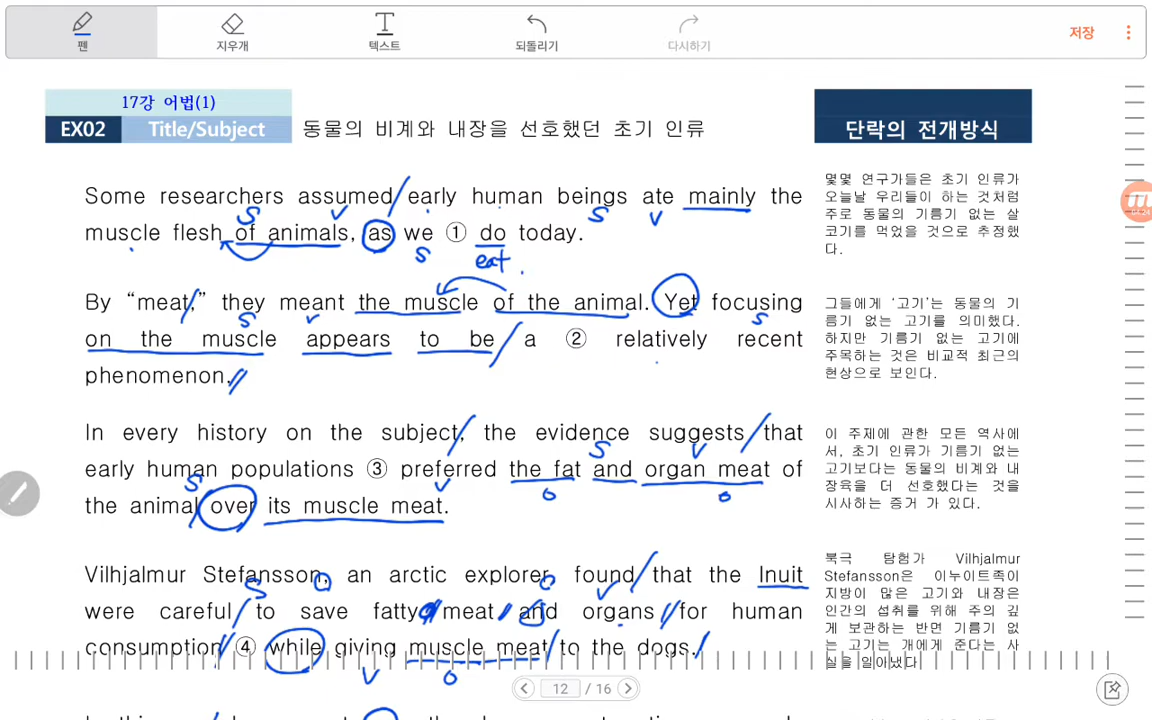 펜
지우개
텍스트
되돌리기
다시하기
저장
17강 어법(1)
EX02 Title/Subject 동물의 비계와 내장을 선호했던 초기 인류
단락의 전개방식
Some researchers assumed early human beings ate mainly the
S V S V
muscle flesh of animals, as we ① do today.
S eat
By “meat,” they meant the muscle of the animal. Yet focusing
S V S
on the muscle appears to be a ② relatively recent
phenomenon.
In every history on the subject, the evidence suggests that
S V
early human populations ③ preferred the fat and organ meat of
S V O O
the animal over its muscle meat.
Vilhjalmur Stefansson, an arctic explorer, found that the Inuit
S V
were careful to save fatty meat and organs for human
consumption ④ while giving muscle meat to the dogs.
V O
몇몇 연구가들은 초기 인류가
오늘날 우리들이 하는 것처럼
주로 동물의 기름기 없는 살
코기를 먹었을 것으로 추정했
다.
그들에게 ‘고기’는 동물의 기
름기 없는 고기를 의미했다.
하지만 기름기 없는 고기에
주목하는 것은 비교적 최근의
현상으로 보인다.
이 주제에 관한 모든 역사에
서, 초기 인류가 기름기 없는
고기보다는 동물의 비계와 내
장육을 더 선호했다는 것을
시사하는 증거 가 있다.
북극 탐험가 Vilhjalmur
Stefansson은 이누이트족이
지방이 많은 고기와 내장은
인간의 섭취를 위해 주의 깊
게 보관하는 반면 기름기 없
는 고기는 개에게 준다는 사
실을 알아냈다
12 / 16